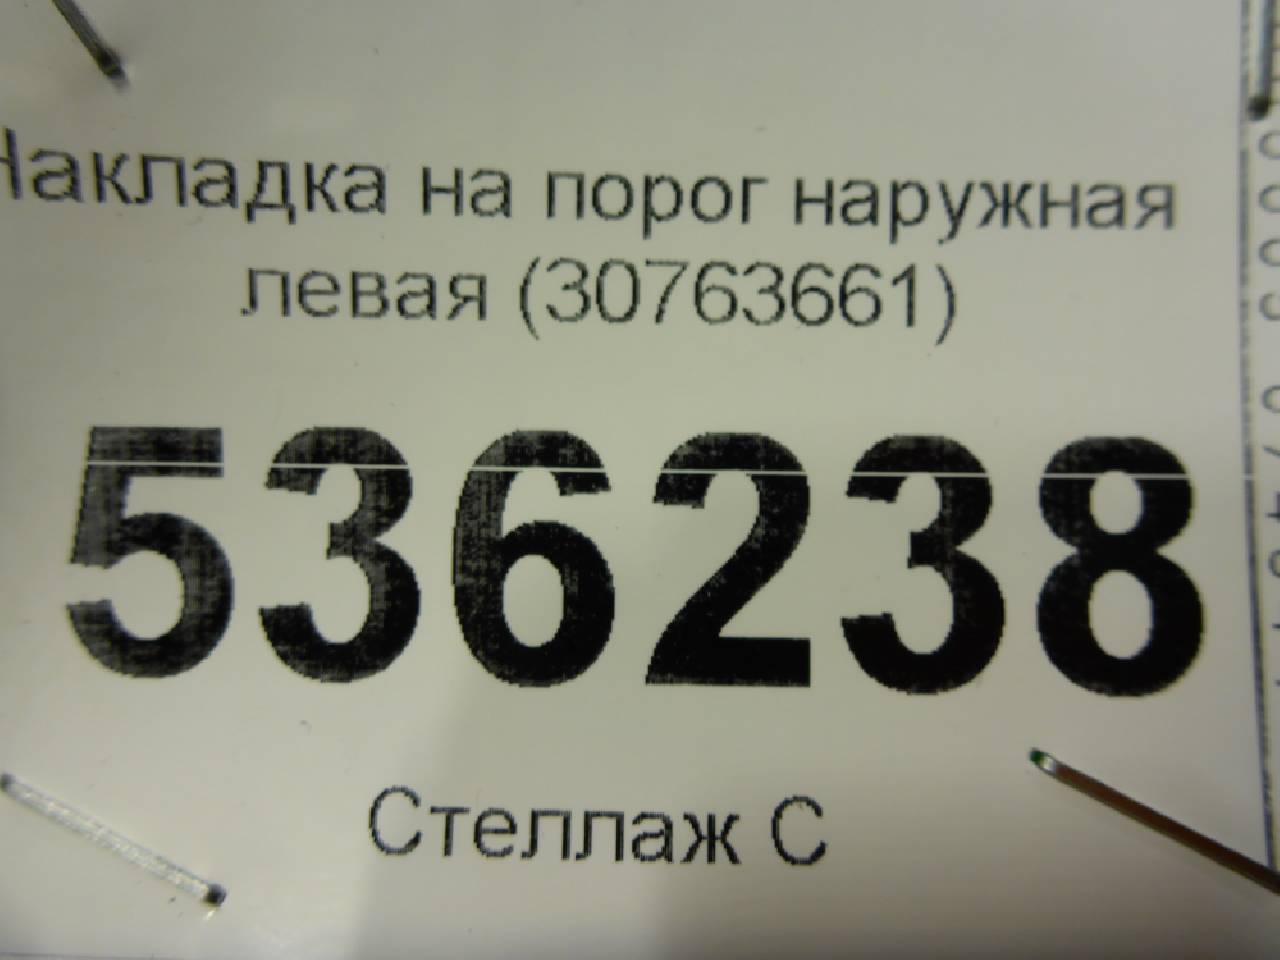 Накладка на порог наружная
левая (30763661)
536238
Стеллаж С